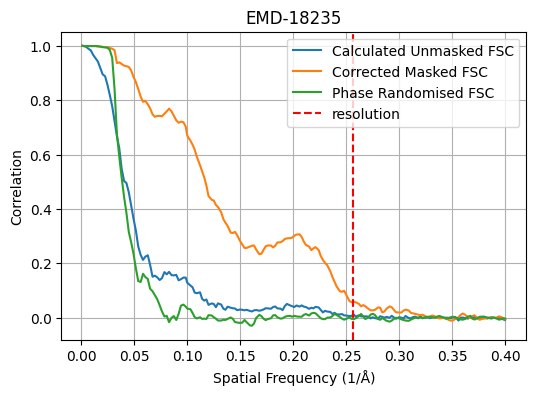 EMD-18235
Calculated Unmasked FSC
Corrected Masked FSC
Phase Randomised FSC
resolution
Correlation
1.0
0.8
0.6
0.4
0.2
0.0
0.00 0.05 0.10 0.15 0.20 0.25 0.30 0.35 0.40
Spatial Frequency (1/Å)